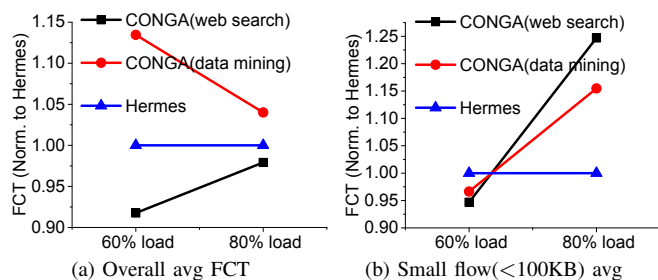 FCT (Norm. to Hermes)
1.15
1.10
1.05
1.00
0.95
0.90
CONGA(web search)
CONGA(data mining)
Hermes
60% load
80% load
(a) Overall avg FCT
FCT (Norm. to Hermes)
1.25
1.20
1.15
1.10
1.05
1.00
0.95
0.90
CONGA(web search)
CONGA(data mining)
Hermes
60% load
80% load
(b) Small flow(<100KB) avg